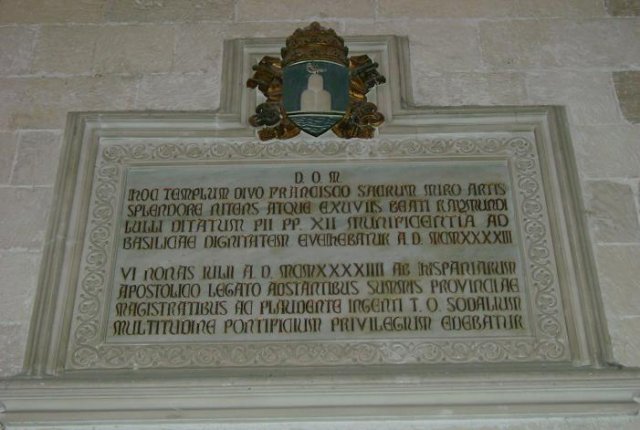 D. O. M
HOC TEMPLUM DIVO FRANCISCO SACRUM MIRO ARTIS
SPLENDORE NITENS ATQUE EXUVIIS BEATI RAYMUNDI
LULLI DITATUM PII PP. XII MUNIFICENTIA AD
BASILICAE DIGNITATEM EVEHEBATUR A D. MCMXXXXIII
VI NONAS IULII A. D. MCMXXXXIIII AB HISPANIARUM
APOSTOLICO LEGATO ADSTANTIBUS SUMMIS PROVINCIAE
MAGISTRATIBUS AC PLAUDENTE INGENTI T. O. SODALIUM
MULTITUDINE PONTIFICIUM PRIVILEGIUM EDEBATUR